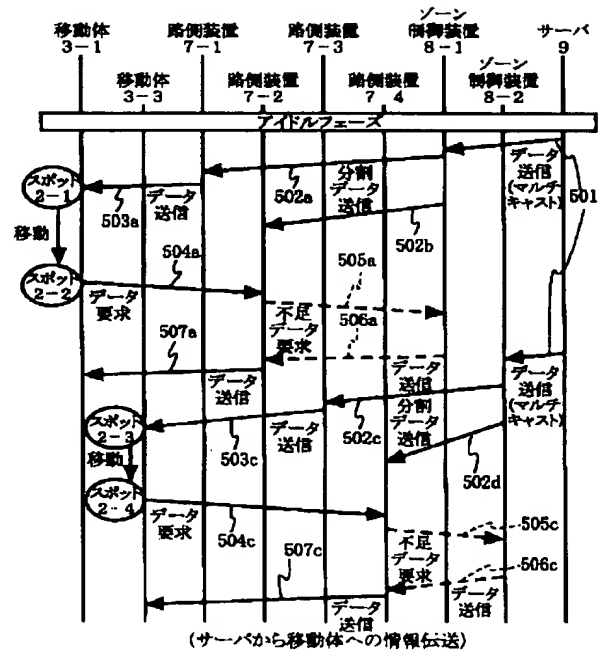 移動体
3-1
路側装置
7-1
路側装置
7-3
ゾーン
制御装置
8-1
サーバ
9
移動体
3-3
路側装置
7-2
路側装置
7 4
ゾーン
制御装置
8-2
アイドルフェーズ
データ
送信
(マルチ
キャスト)
501
スポット
2-1
503a
データ
送信
502a
分割
データ
送信
502b
移動
504a
505a
スポット
2-2
データ
要求
不足
データ
要求
506a
507a
データ
送信
データ
送信
データ
送信
(マルチ
キャスト)
分割
データ
送信
スポット
2-3
503c
データ
送信
502c
移動
502d
スポット
2-4
データ
要求
504c
505c
不足
データ
要求
507c
506c
データ
送信
データ
送信
(サーバから移動体への情報伝送)